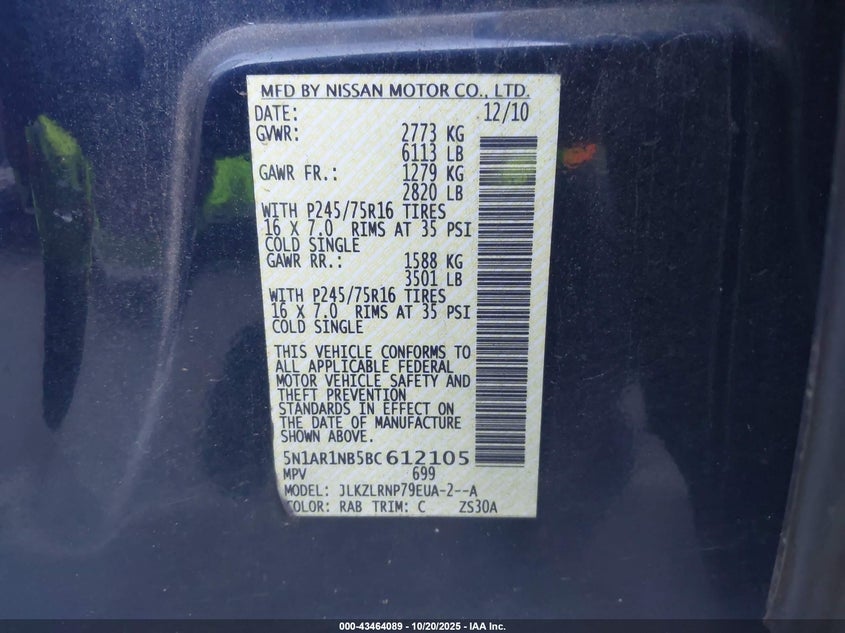 MFD BY NISSAN MOTOR CO., LTD.
DATE: 12/10
GVWR: 2773 KG
6113 LB
GAWR FR.: 1279 KG
2820 LB
WITH P245/75R16 TIRES
16 X 7.0 RIMS AT 35 PSI
COLD SINGLE
GAWR RR.: 1588 KG
3501 LB
WITH P245/75R16 TIRES
16 X 7.0 RIMS AT 35 PSI
COLD SINGLE
THIS VEHICLE CONFORMS TO
ALL APPLICABLE FEDERAL
MOTOR VEHICLE SAFETY AND
THEFT PREVENTION
STANDARDS IN EFFECT ON
THE DATE OF MANUFACTURE
SHOWN ABOVE.
5N1AR1NB5BC612105
MPV 699
MODEL: JLKZLRNP79EUA-2--A
COLOR: RAB TRIM: C ZS30A
000-43464089 - 10/20/2025 - IAA Inc.